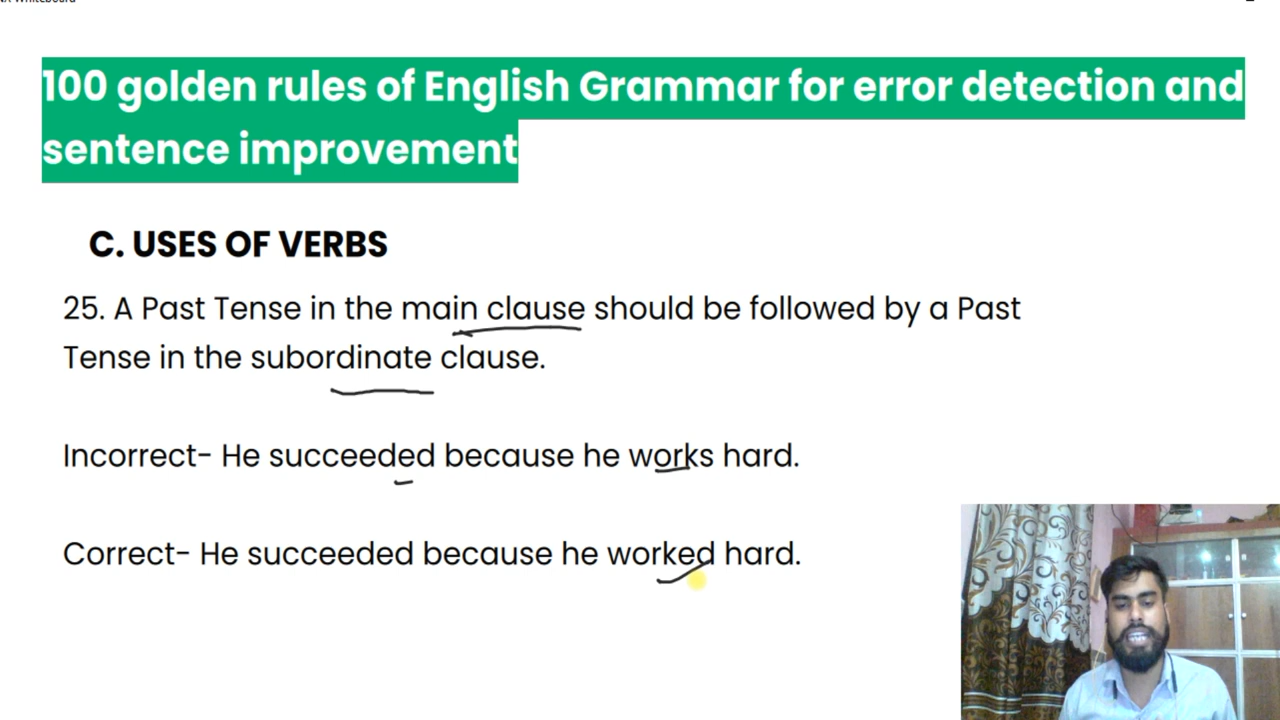 100 golden rules of English Grammar for error detection and
sentence improvement
C. USES OF VERBS
25. A Past Tense in the main clause should be followed by a Past
Tense in the subordinate clause.
Incorrect- He succeeded because he works hard.
Correct- He succeeded because he worked hard.